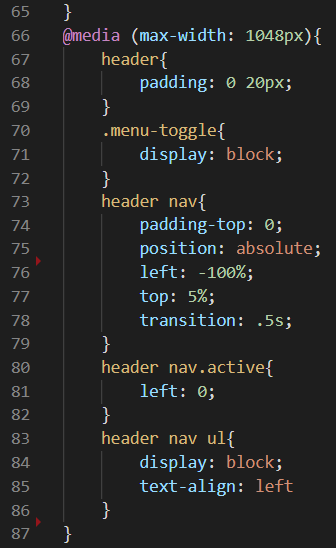 65 }
66 @media (max-width: 1048px){
67     header{
68         padding: 0 20px;
69     }
70     .menu-toggle{
71         display: block;
72     }
73     header nav{
74         padding-top: 0;
75         position: absolute;
76         left: -100%;
77         top: 5%;
78         transition: .5s;
79     }
80     header nav.active{
81         left: 0;
82     }
83     header nav ul{
84         display: block;
85         text-align: left
86     }
87 }